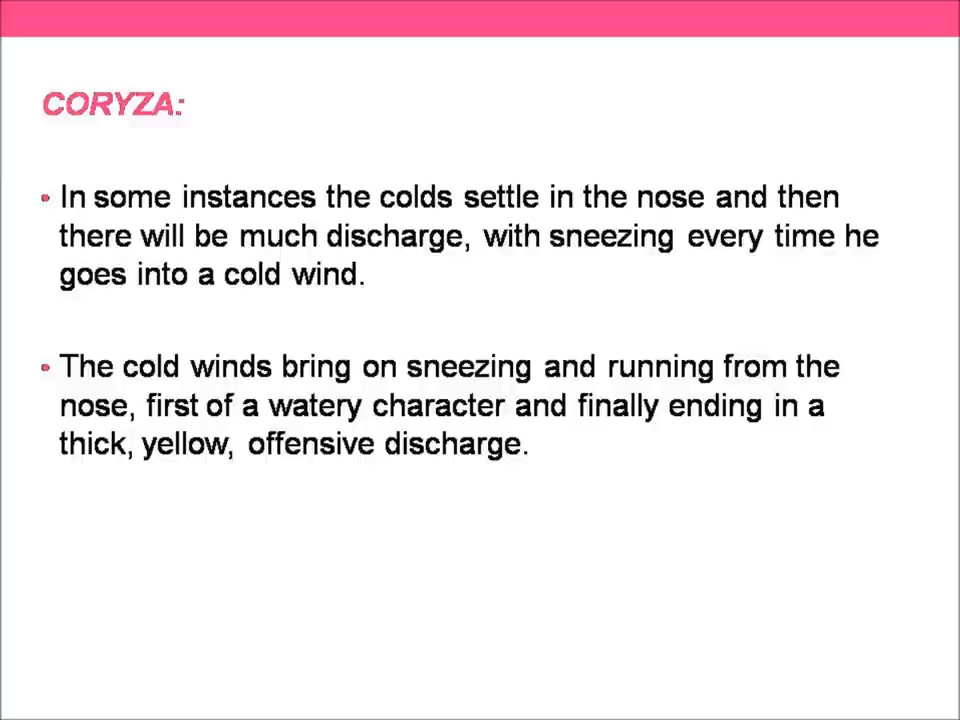 CORYZA:
• In some instances the colds settle in the nose and then
there will be much discharge, with sneezing every time he
goes into a cold wind.
• The cold winds bring on sneezing and running from the
nose, first of a watery character and finally ending in a
thick, yellow, offensive discharge.